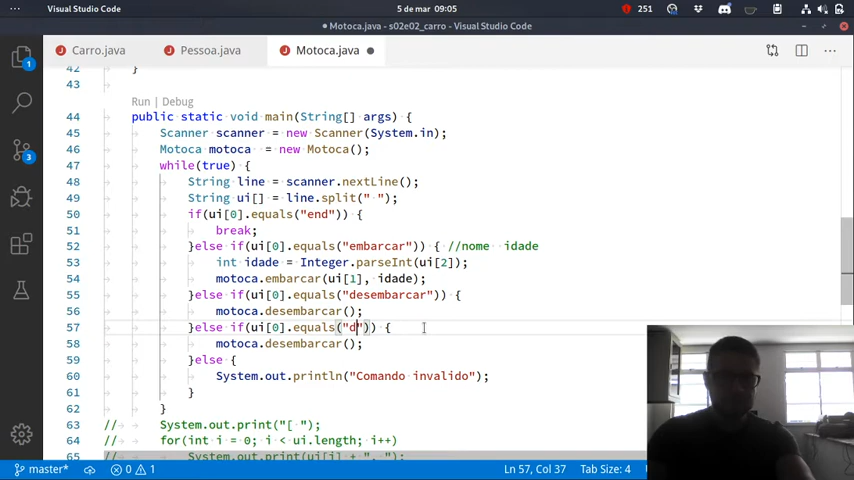 5 de mar 09:05
251
Motoca.java - s02e02_carro - Visual Studio Code
Carro.java Pessoa.java Motoca.java
42 }
43
Run | Debug
44 public static void main(String[] args) {
45 Scanner scanner = new Scanner(System.in);
46 Motoca motoca = new Motoca();
47 while(true) {
48 String line = scanner.nextLine();
49 String ui[] = line.split(" ");
50 if(ui[0].equals("end")) {
51 break;
52 }else if(ui[0].equals("embarcar")) { //nome idade
53 int idade = Integer.parseInt(ui[2]);
54 motoca.embarcar(ui[1], idade);
55 }else if(ui[0].equals("desembarcar")) {
56 motoca.desembarcar();
57 }else if(ui[0].equals("d")) {
58 motoca.desembarcar();
59 }else {
60 System.out.println("Comando invalido");
61 }
62 }
63 // System.out.print("[ ");
64 // for(int i = 0; i < ui.length; i++)
65 // System.out.print(ui[i] + ", ");
1
3
master* 0 1 Ln 57, Col 37 Tab Size: 4